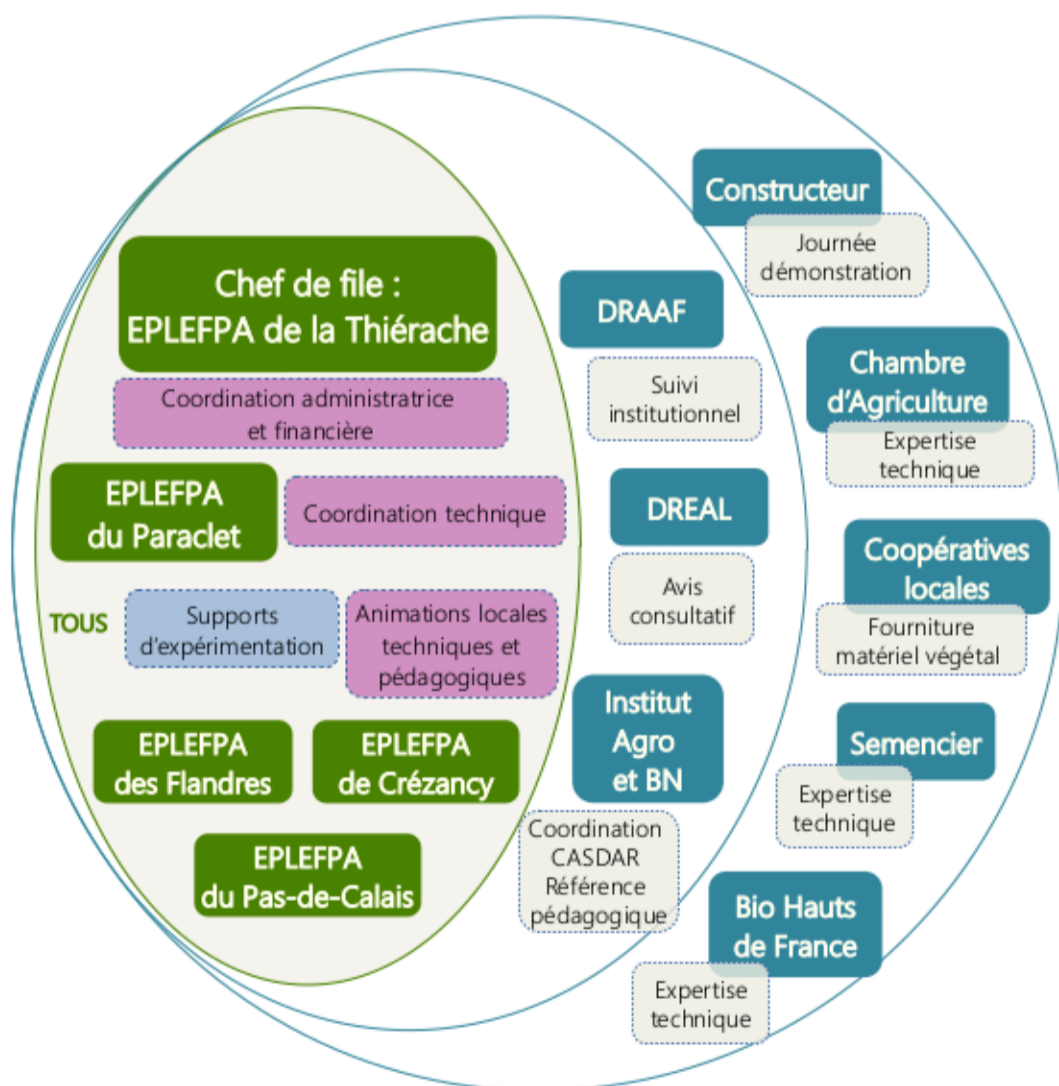 Chef de file :
EPLEFPA de la Thiérache
Coordination administratrice
et financière
EPLEFPA
du Paraclet
Coordination technique
TOUS
Supports
d'expérimentation
Animations locales
techniques et
pédagogiques
EPLEFPA
des Flandres
EPLEFPA
de Crézancy
EPLEFPA
du Pas-de-Calais
DRAAF
Suivi
institutionnel
DREAL
Avis
consultatif
Institut
Agro
et BN
Coordination
CASDAR
Référence
pédagogique
Constructeur
Journée
démonstration
Chambre
d'Agriculture
Expertise
technique
Coopératives
locales
Fourniture
matériel végétal
Semencier
Expertise
technique
Bio Hauts
de France
Expertise
technique